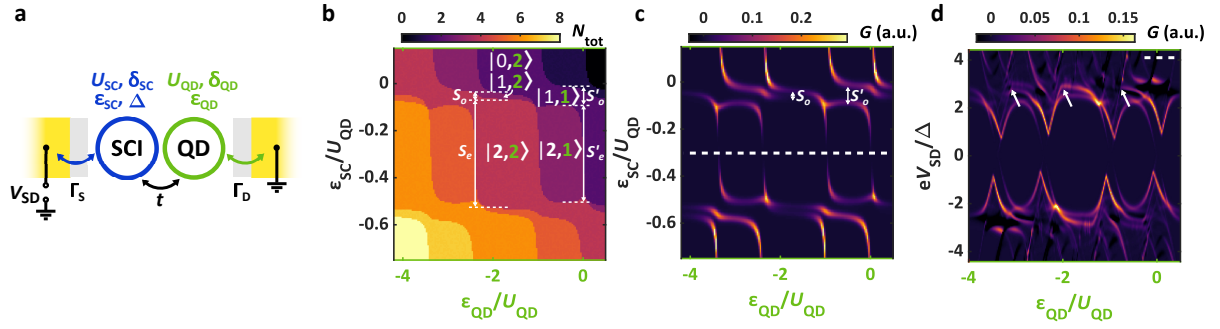 a
U_SC, δ_SC
ε_SC, Δ
U_QD, δ_QD
ε_QD
SCI
QD
V_SD
Γ_S
t
Γ_D
b
0 2 4 6 8 N_tot
|0,2⟩
|1,2⟩
|1,1⟩
S_o
S'_o
S_e
|2,2⟩
|2,1⟩
S'_e
0
-0.2
-0.4
-0.6
ε_SC/U_QD
-4 -2 0
ε_QD/U_QD
c
0 0.2 G (a.u.)
S_o
S'_o
0
-0.2
-0.4
-0.6
ε_SC/U_QD
-4 -2 0
ε_QD/U_QD
d
0 0.05 0.1 0.15 G (a.u.)
4
2
0
-2
-4
eV_SD/Δ
-4 -2 0
ε_QD/U_QD